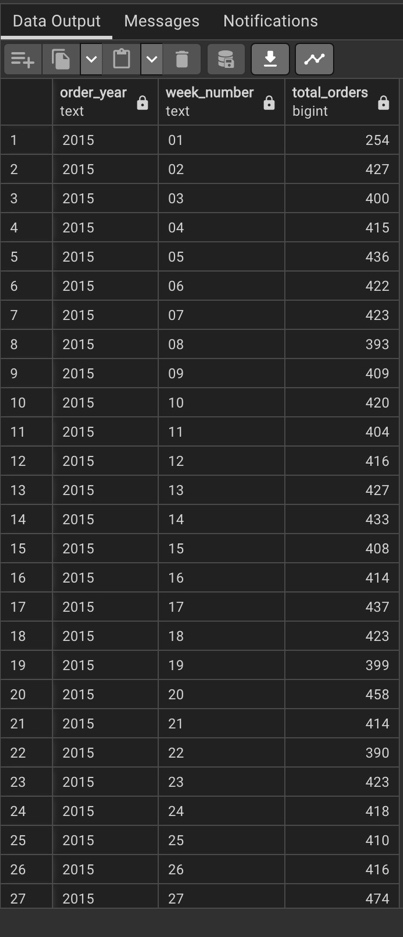 Data Output Messages Notifications
order_year week_number total_orders
text text bigint
1 2015 01 254
2 2015 02 427
3 2015 03 400
4 2015 04 415
5 2015 05 436
6 2015 06 422
7 2015 07 423
8 2015 08 393
9 2015 09 409
10 2015 10 420
11 2015 11 404
12 2015 12 416
13 2015 13 427
14 2015 14 433
15 2015 15 408
16 2015 16 414
17 2015 17 437
18 2015 18 423
19 2015 19 399
20 2015 20 458
21 2015 21 414
22 2015 22 390
23 2015 23 423
24 2015 24 418
25 2015 25 410
26 2015 26 416
27 2015 27 474